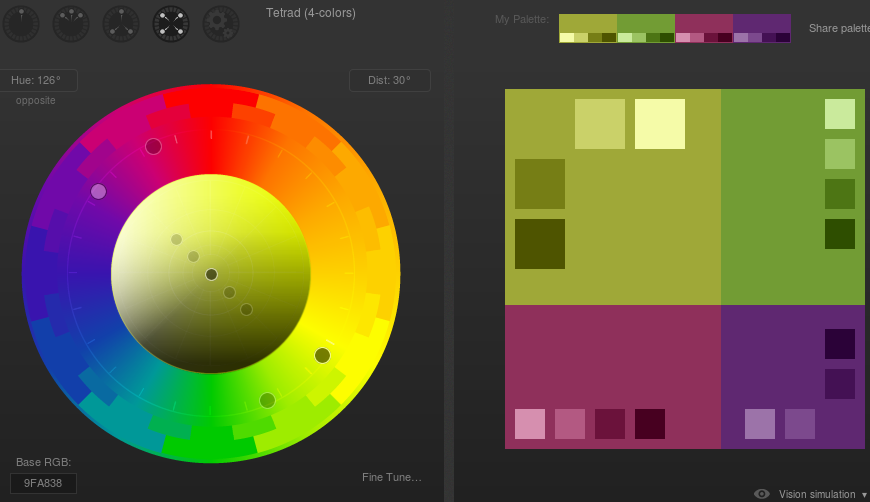 Tetrad (4-colors)
My Palette:
Share palette
Hue: 126°
Dist: 30°
opposite
Base RGB:
9FA838
Fine Tune...
Vision simulation